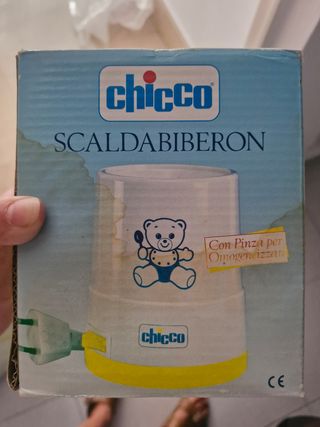 chicco
SCALDABIBERON
Con Pinza per
Omogeneizzati
chicco
CE